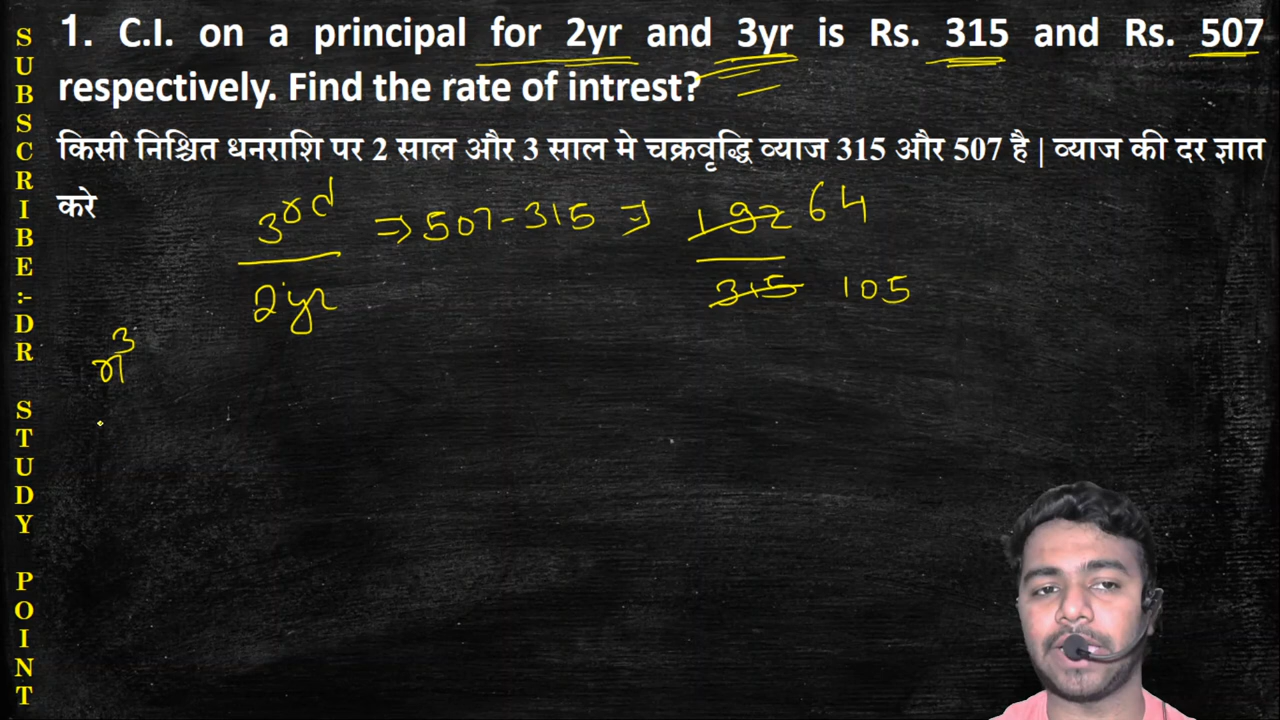 1. C.I. on a principal for 2yr and 3yr is Rs. 315 and Rs. 507
respectively. Find the rate of intrest?
किसी निश्चित धनराशि पर 2 साल और 3 साल मे चक्रवृद्धि व्याज 315 और 507 है | व्याज की दर ज्ञात
करे
3rd ⇒ 507-315 ⇒ 192 64
2yr 315 105
SUBSCRIBE:-DR STUDY POINT